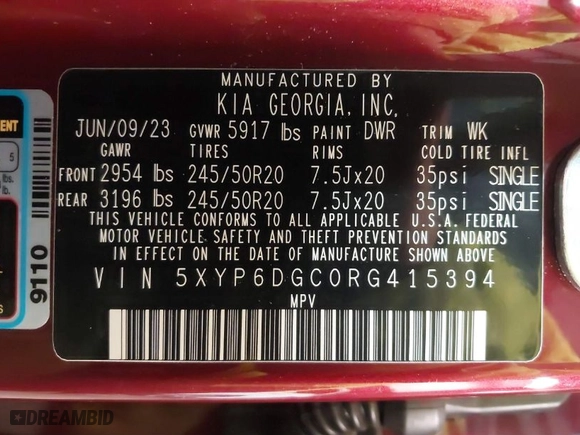 MANUFACTURED BY
KIA GEORGIA, INC,
JUN/09/23 GVWR 5917 lbs PAINT DWR TRIM WK
GAWR TIRES RIMS COLD TIRE INFL
FRONT 2954 lbs 245/50R20 7.5Jx20 35psi SINGLE
REAR 3196 lbs 245/50R20 7.5Jx20 35psi SINGLE
THIS VEHICLE CONFORMS TO ALL APPLICABLE U.S.A. FEDERAL
MOTOR VEHICLE SAFETY AND THEFT PREVENTION STANDARDS
IN EFFECT ON THE DATE OF MANUFACTURE SHOWN ABOVE
VIN 5XYP6DGC0RG415394
MPV
9110
5
DREAMBID